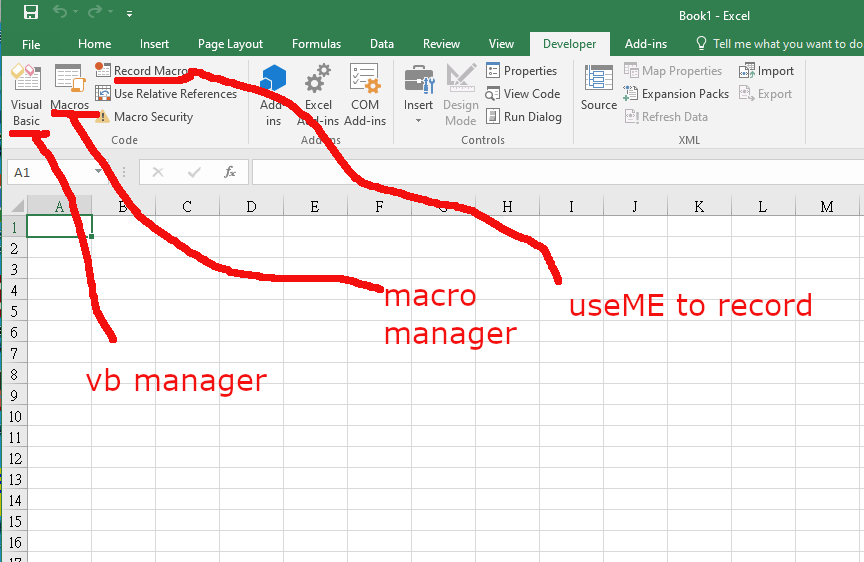 Book1 - Excel
File Home Insert Page Layout Formulas Data Review View Developer Add-ins Tell me what you want to do
Visual Basic
Macros
Record Macro
Use Relative References
Macro Security
Code
Add-ins
Excel Add-ins
COM Add-ins
Add-ins
Insert
Design Mode
Properties
View Code
Run Dialog
Controls
Source
Map Properties
Expansion Packs
Refresh Data
Import
Export
XML
A1
fx
A B C D E F G H I J K L M
1
2
3
4
macro
useME to record
5
6
manager
7
8
vb manager
9
10
11
12
13
14
15
16
17